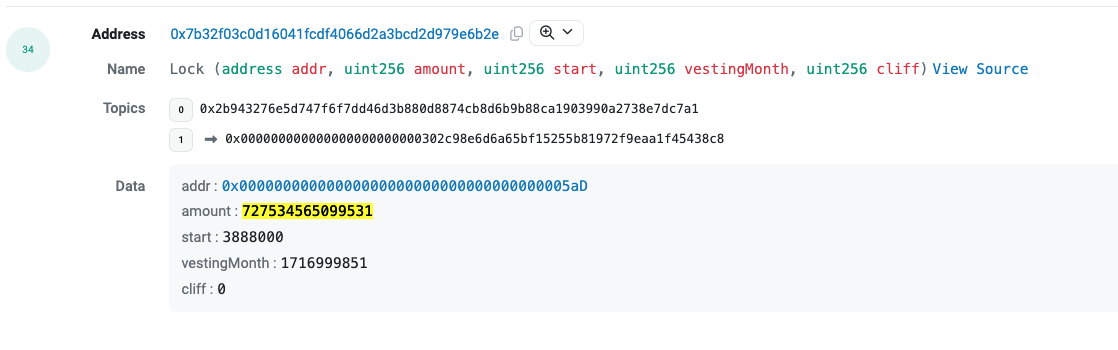 34
Address 0x7b32f03c0d16041fcdf4066d2a3bcd2d979e6b2e
Name Lock (address addr, uint256 amount, uint256 start, uint256 vestingMonth, uint256 cliff) View Source
Topics 0 0x2b943276e5d747f6f7dd46d3b880d8874cb8d6b9b88ca1903990a2738e7dc7a1
1 ➡ 0x000000000000000000000000302c98e6d6a65bf15255b81972f9eaa1f45438c8
Data addr : 0x00000000000000000000000000000000000005aD
amount : 727534565099531
start : 3888000
vestingMonth : 1716999851
cliff : 0